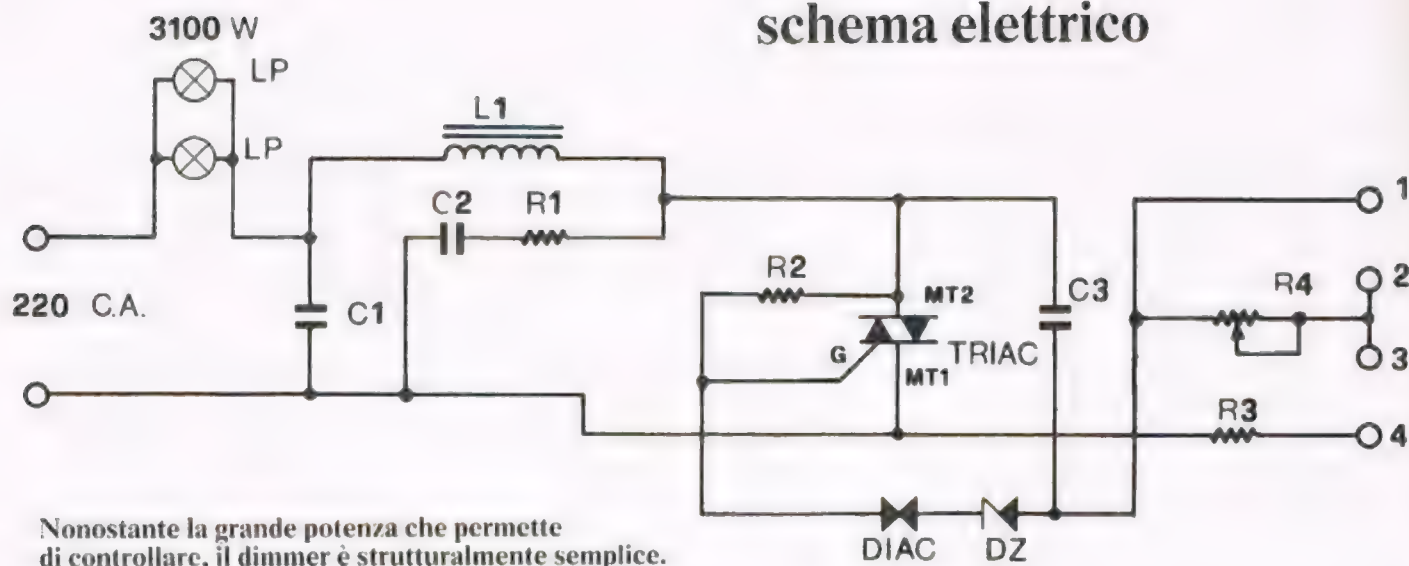 schema elettrico
3100 W
LP
LP
L1
C2
R1
220 C.A.
C1
R2
MT2
G
TRIAC
MT1
C3
R4
R3
1
2
3
4
DIAC
DZ
Nonostante la grande potenza che permette
di controllare, il dimmer è strutturalmente semplice.